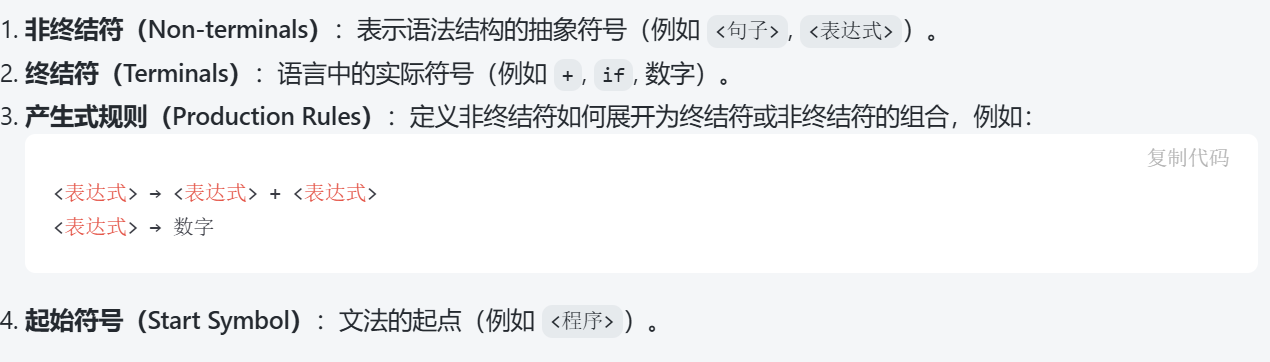 1. 非终结符（Non-terminals）：表示语法结构的抽象符号（例如 <句子>, <表达式>）。
2. 终结符（Terminals）：语言中的实际符号（例如 +, if, 数字）。
3. 产生式规则（Production Rules）：定义非终结符如何展开为终结符或非终结符的组合，例如：
复制代码
<表达式> → <表达式> + <表达式>
<表达式> → 数字
4. 起始符号（Start Symbol）：文法的起点（例如 <程序>）。